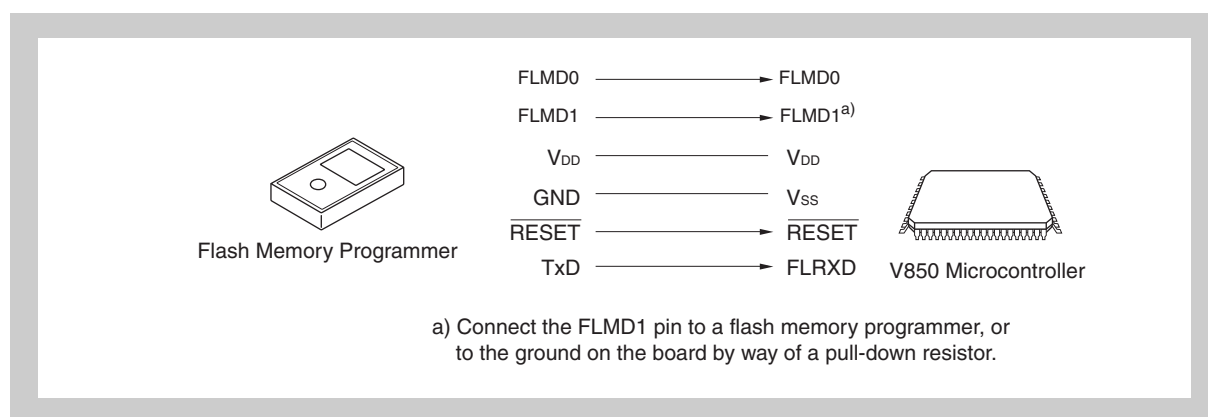 FLMD0 FLMD0
FLMD1 FLMD1a)
VDD VDD
GND VSS
RESET RESET
TxD FLRXD
Flash Memory Programmer
V850 Microcontroller
a) Connect the FLMD1 pin to a flash memory programmer, or
to the ground on the board by way of a pull-down resistor.